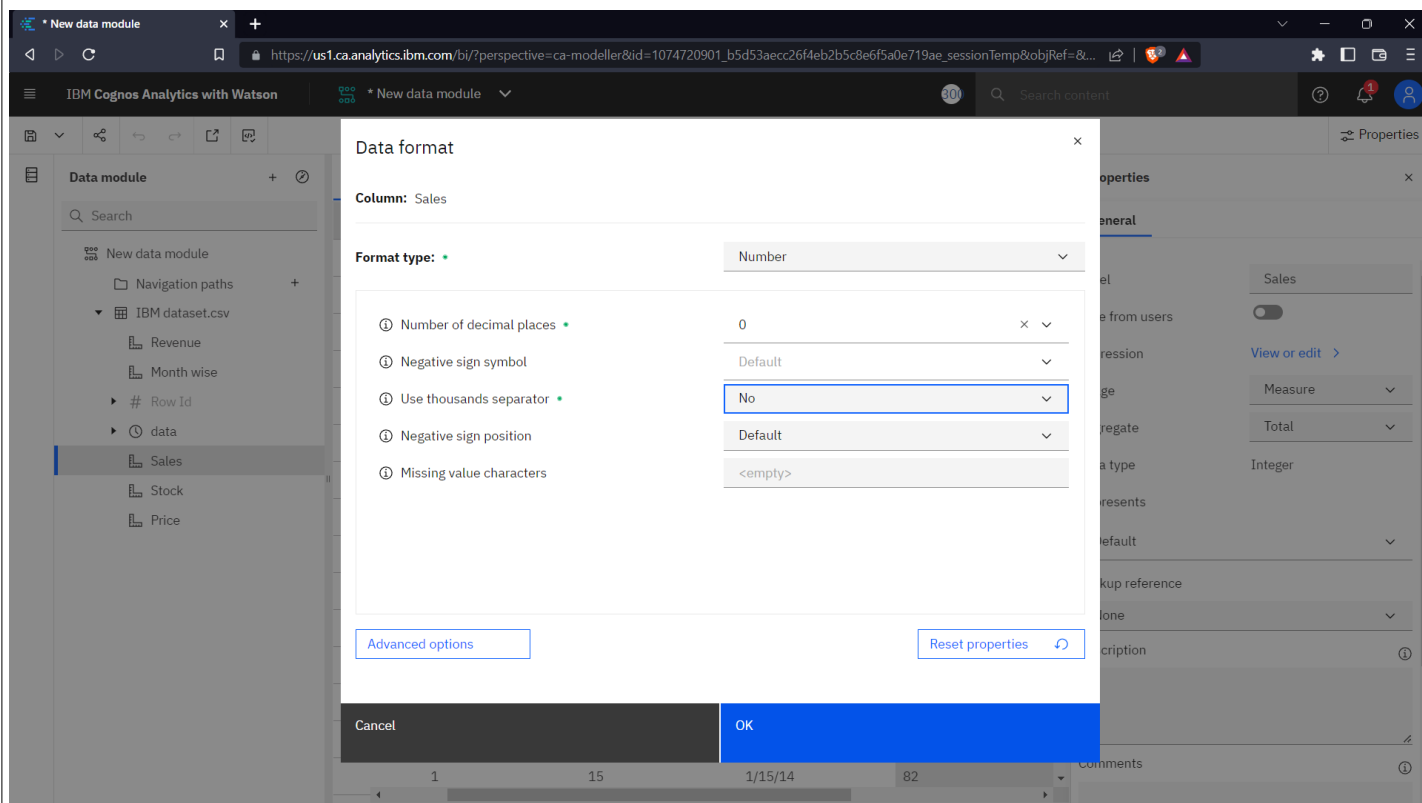 * New data module
https://us1.ca.analytics.ibm.com/bi/?perspective=ca-modeller&id=1074720901_b5d53aecc26f4eb2b5c8e6f5a0e719ae_sessionTemp&objRef=&...
IBM Cognos Analytics with Watson
* New data module
300
Search content
1
Properties
Data module
Search
New data module
Navigation paths
IBM dataset.csv
Revenue
Month wise
# Row Id
data
Sales
Stock
Price
Data format
Column: Sales
Format type: Number
Number of decimal places 0
Negative sign symbol Default
Use thousands separator No
Negative sign position Default
Missing value characters <empty>
Advanced options
Reset properties
Cancel
OK
1 15 1/15/14 82
operties
eneral
el Sales
e from users
ression View or edit
ge Measure
regate Total
a type Integer
resents
efault
kup reference
lone
cription
Comments